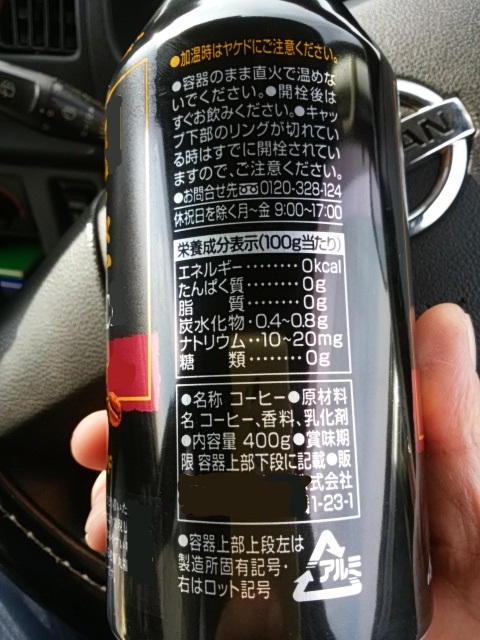 ●加温時はヤケドにご注意ください。
●容器のまま直火で温めな
いでください。●開栓後は
すぐお飲みください。●キャッ
プ下部のリングが切れてい
る時はすでに開栓されてい
ますので、ご注意ください。
●お問合せ先 0120-328-124
休祝日を除く月~金 9:00~17:00
栄養成分表示(100g当たり)
エネルギー········0kcal
たんぱく質········0g
脂 質········0g
炭水化物·0.4~0.8g
ナトリウム··10~20mg
糖 類········0g
●名称 コーヒー●原材料
名 コーヒー、香料、乳化剤
●内容量 400g●賞味期
限 容器上部下段に記載●販
式会社
1-23-1
●容器上部上段左は
製造所固有記号・
右はロット記号
アルミ
AN